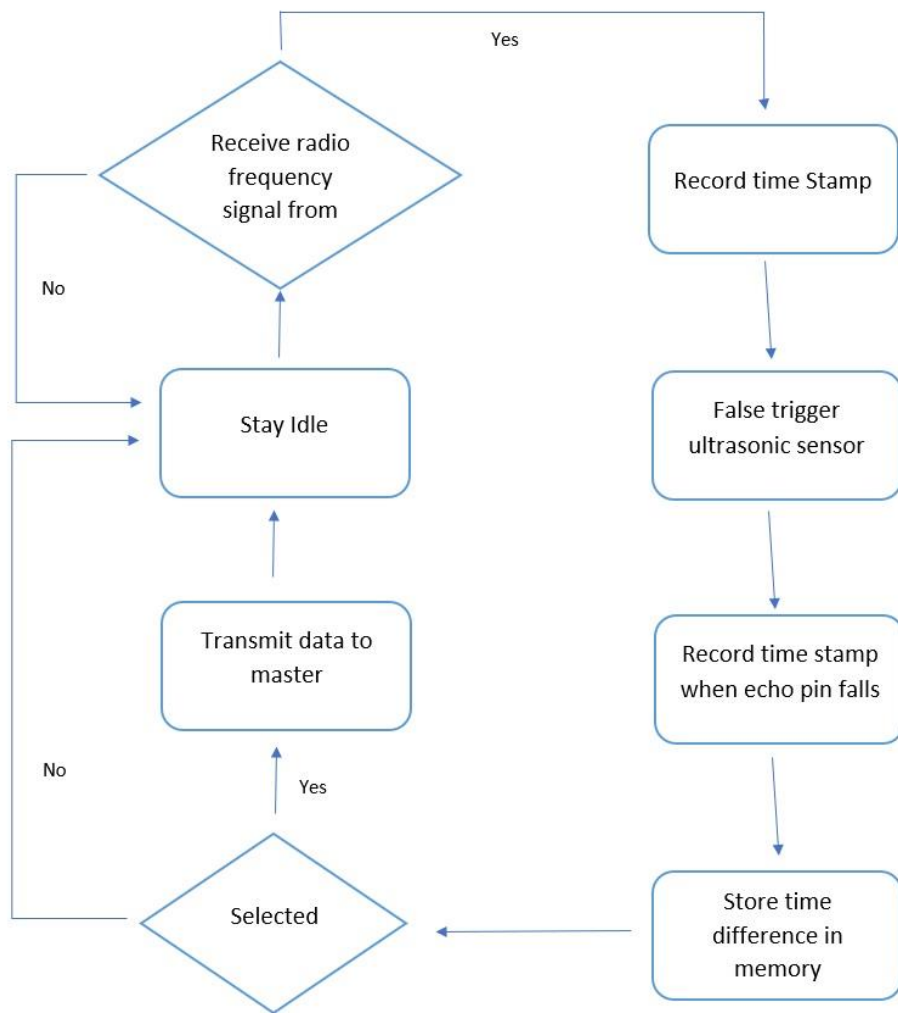 Yes
Receive radio
frequency
signal from
Record time Stamp
No
Stay Idle
False trigger
ultrasonic sensor
Transmit data to
master
Record time stamp
when echo pin falls
No
Yes
Selected
Store time
difference in
memory